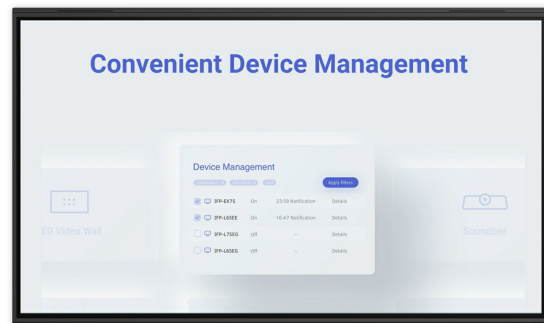 Convenient Device Management
Device Management
Apply Filters
IFP-EX75 On 23:59 Notification Details
IFP-L65EE On 16:47 Notification Details
IFP-L75EG Off - Details
IFP-L65EG Off - Details
ED Video Wall
Soundbar